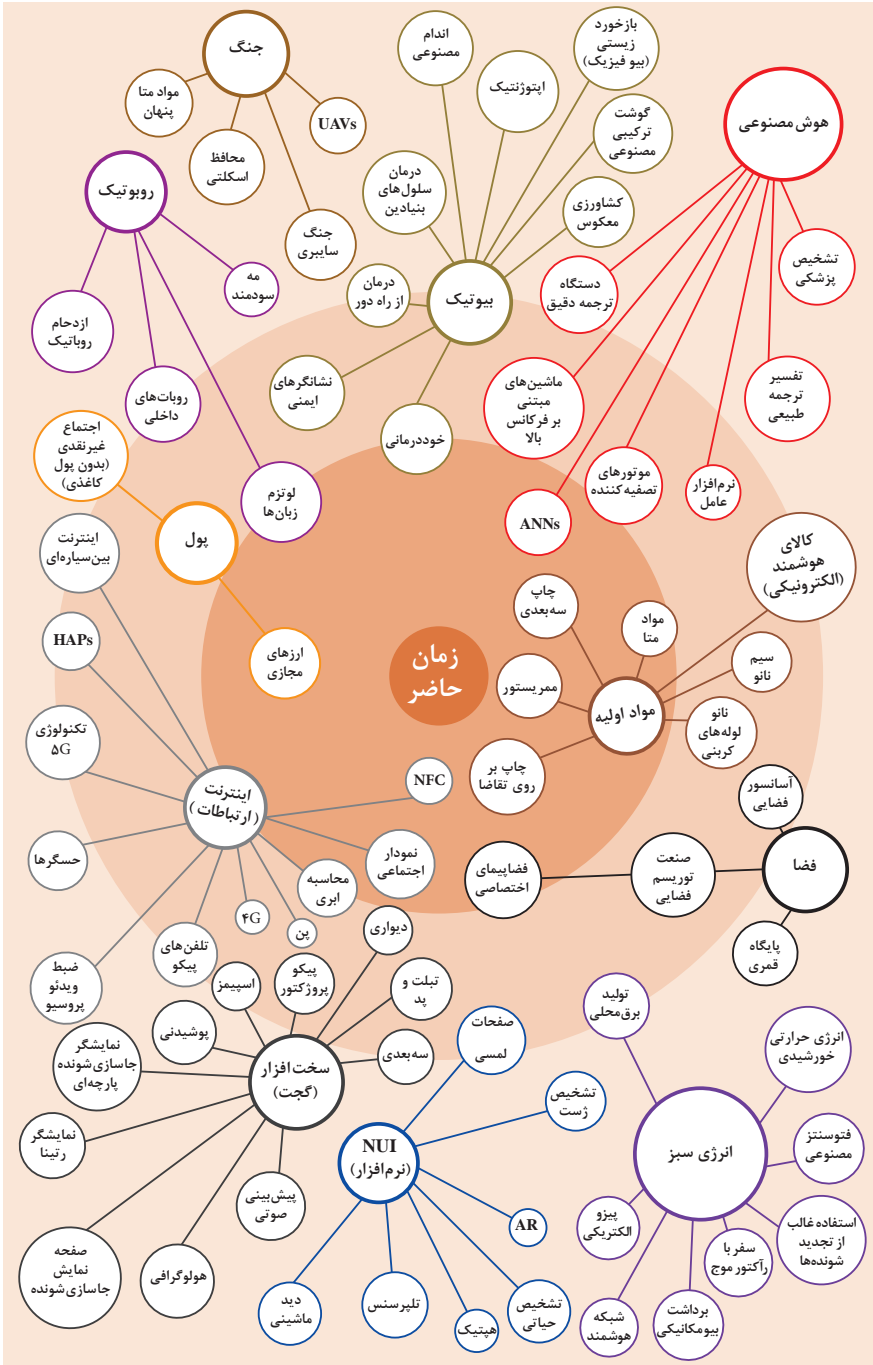 جنگ
مواد متا
پنهان
محافظ
اسکلتی
UAVs
جنگ
سایبری
روبوتیک
مه
سودمند
ازدحام
روباتیک
روبات‌های
داخلی
لوتزم
زبان‌ها
بیوتیک
اندام
مصنوعی
اپتوژنتیک
بازخورد
زیستی
(بیو فیزیک)
گوشت
ترکیبی
مصنوعی
کشاورزی
معکوس
درمان
سلول‌های
بنیادین
درمان
از راه دور
نشانگرهای
ایمنی
خوددرمانی
هوش مصنوعی
تشخیص
پزشکی
دستگاه
ترجمه دقیق
تفسیر
ترجمه
طبیعی
ماشین‌های
مبتنی
بر فرکانس
بالا
موتورهای
تصفیه‌کننده
نرم‌افزار
عامل
ANNs
پول
اجتماع
غیرنقدی
(بدون پول
کاغذی)
ارزهای
مجازی
زمان
حاضر
مواد اولیه
کالای
هوشمند
(الکترونیکی)
چاپ
سه‌بعدی
مواد
متا
سیم
نانو
ممریستور
نانو
لوله‌های
کربنی
چاپ بر
روی تقاضا
اینترنت
(ارتباطات)
اینترنت
بین‌سیاره‌ای
HAPs
تکنولوژی
۵G
حسگرها
ضبط
ویدئو
پروسیو
تلفن‌های
پیکو
۴G
پن
محاسبه
ابری
نمودار
اجتماعی
NFC
فضا
آسانسور
فضایی
صنعت
توریسم
فضایی
فضاپیمای
اختصاصی
پایگاه
قمری
سخت‌افزار
(گجت)
دیواری
پیکو
پروژکتور
اسپیمز
تبلت و
پد
پوشیدنی
سه‌بعدی
نمایشگر
جاسازی‌شونده
پارچه‌ای
نمایشگر
رتینا
صفحه
نمایش
جاسازی‌شونده
هولوگرافی
پیش‌بینی
صوتی
NUI
(نرم‌افزار)
صفحات
لمسی
تشخیص
ژست
AR
تشخیص
حیاتی
هپتیک
تلپرسنس
دید
ماشینی
انرژی سبز
تولید
برق‌محلی
انرژی حرارتی
خورشیدی
فتوسنتز
مصنوعی
استفاده غالب
از تجدید
شونده‌ها
سفر با
رآکتور موج
پیزو
الکتریکی
برداشت
بیومکانیکی
شبکه
هوشمند